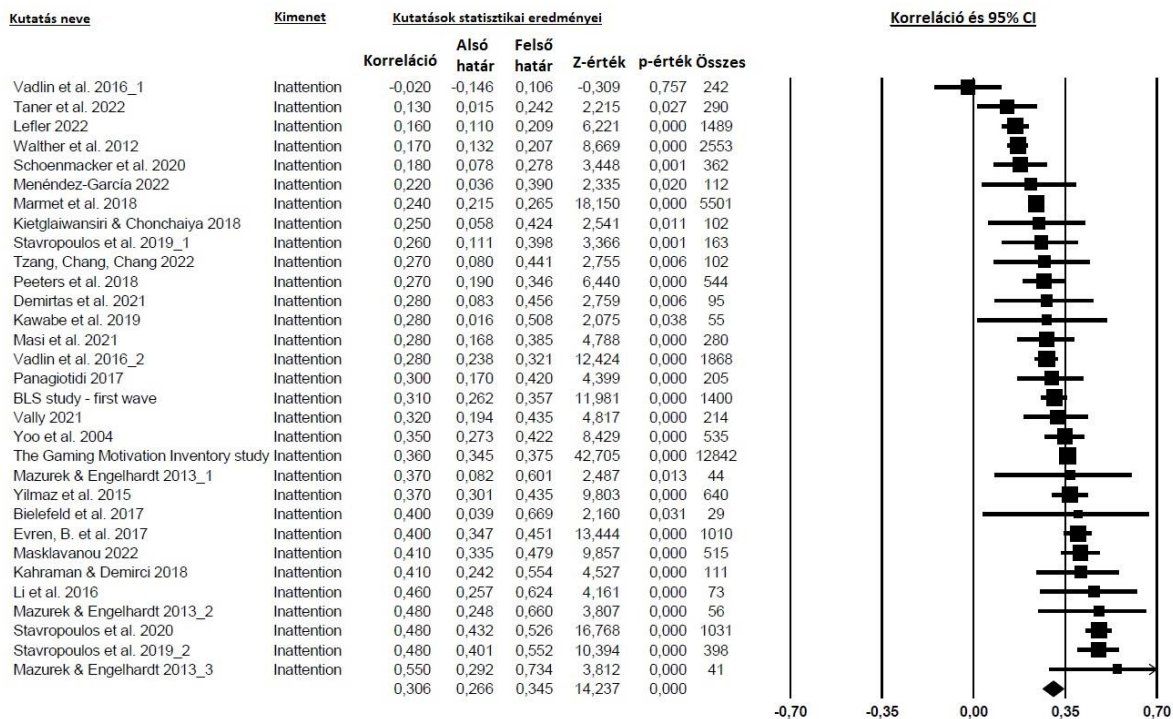 Kutatás neve Kimenet Kutatások statisztikai eredményei Korreláció és 95% CI
Korreláció Alsó határ Felső határ Z-érték p-érték Összes
Vadlin et al. 2016_1 Inattention -0,020 -0,146 0,106 -0,309 0,757 242
Taner et al. 2022 Inattention 0,130 0,015 0,242 2,215 0,027 290
Lefler 2022 Inattention 0,160 0,110 0,209 6,221 0,000 1489
Walther et al. 2012 Inattention 0,170 0,132 0,207 8,669 0,000 2553
Schoenmacker et al. 2020 Inattention 0,180 0,078 0,278 3,448 0,001 362
Menéndez-García 2022 Inattention 0,220 0,036 0,390 2,335 0,020 112
Marmet et al. 2018 Inattention 0,240 0,215 0,265 18,150 0,000 5501
Kietglaiwansiri & Chonchaiya 2018 Inattention 0,250 0,058 0,424 2,541 0,011 102
Stavropoulos et al. 2019_1 Inattention 0,260 0,111 0,398 3,366 0,001 163
Tzang, Chang, Chang 2022 Inattention 0,270 0,080 0,441 2,755 0,006 102
Peeters et al. 2018 Inattention 0,270 0,190 0,346 6,440 0,000 544
Demirtas et al. 2021 Inattention 0,280 0,083 0,456 2,759 0,006 95
Kawabe et al. 2019 Inattention 0,280 0,016 0,508 2,075 0,038 55
Masi et al. 2021 Inattention 0,280 0,168 0,385 4,788 0,000 280
Vadlin et al. 2016_2 Inattention 0,280 0,238 0,321 12,424 0,000 1868
Panagiotidi 2017 Inattention 0,300 0,170 0,420 4,399 0,000 205
BLS study - first wave Inattention 0,310 0,262 0,357 11,981 0,000 1400
Vally 2021 Inattention 0,320 0,194 0,435 4,817 0,000 214
Yoo et al. 2004 Inattention 0,350 0,273 0,422 8,429 0,000 535
The Gaming Motivation Inventory study Inattention 0,360 0,345 0,375 42,705 0,000 12842
Mazurek & Engelhardt 2013_1 Inattention 0,370 0,082 0,601 2,487 0,013 44
Yilmaz et al. 2015 Inattention 0,370 0,301 0,435 9,803 0,000 640
Bielefeld et al. 2017 Inattention 0,400 0,039 0,669 2,160 0,031 29
Evren, B. et al. 2017 Inattention 0,400 0,347 0,451 13,444 0,000 1010
Masklavanou 2022 Inattention 0,410 0,335 0,479 9,857 0,000 515
Kahraman & Demirci 2018 Inattention 0,410 0,242 0,554 4,527 0,000 111
Li et al. 2016 Inattention 0,460 0,257 0,624 4,161 0,000 73
Mazurek & Engelhardt 2013_2 Inattention 0,480 0,248 0,660 3,807 0,000 56
Stavropoulos et al. 2020 Inattention 0,480 0,432 0,526 16,768 0,000 1031
Stavropoulos et al. 2019_2 Inattention 0,480 0,401 0,552 10,394 0,000 398
Mazurek & Engelhardt 2013_3 Inattention 0,550 0,292 0,734 3,812 0,000 41
0,306 0,266 0,345 14,237 0,000
-0,70 -0,35 0,00 0,35 0,70